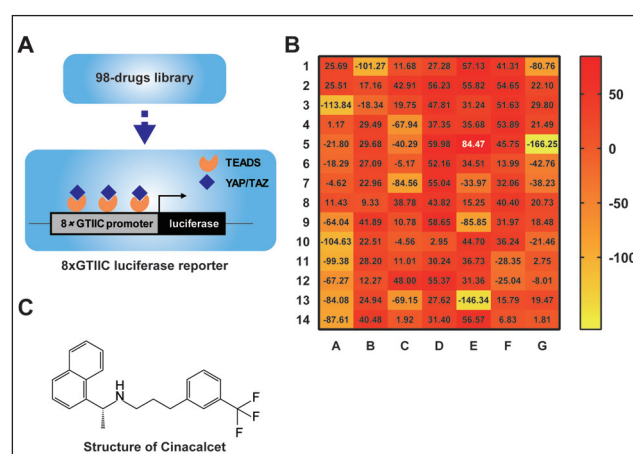 A
98-drugs library
TEADS
YAP/TAZ
8 × GTIIC promoter
luciferase
8xGTIIC luciferase reporter
B
1 25.69 -101.27 11.68 27.28 57.13 41.31 -80.76
2 25.51 17.16 42.91 56.23 55.82 54.65 22.10
3 -113.84 -18.34 19.75 47.81 31.24 51.63 29.80
4 1.17 29.49 -67.94 37.35 35.68 53.89 21.49
5 -21.80 29.68 -40.29 59.98 84.47 45.75 -166.25
6 -18.29 27.09 -5.17 52.16 34.51 13.99 -42.76
7 -4.62 22.96 -84.56 55.04 -33.97 32.06 -38.23
8 11.43 9.33 38.78 43.82 15.25 40.40 20.73
9 -64.04 41.89 10.78 58.65 -85.85 31.97 18.48
10 -104.63 22.51 -4.56 2.95 44.70 36.24 -21.46
11 -99.38 28.20 11.01 30.24 36.73 -28.35 2.75
12 -67.27 12.27 48.00 55.37 31.36 -25.04 -8.01
13 -84.08 24.94 -69.15 27.62 -146.34 15.79 19.47
14 -87.61 40.48 1.92 31.40 56.57 6.83 1.81
A B C D E F G
50
0
-50
-100
C
H
N
F
F
F
Structure of Cinacalcet